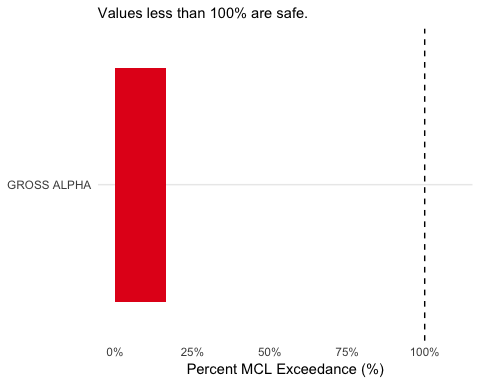 Values less than 100% are safe.
GROSS ALPHA
0% 25% 50% 75% 100%
Percent MCL Exceedance (%)